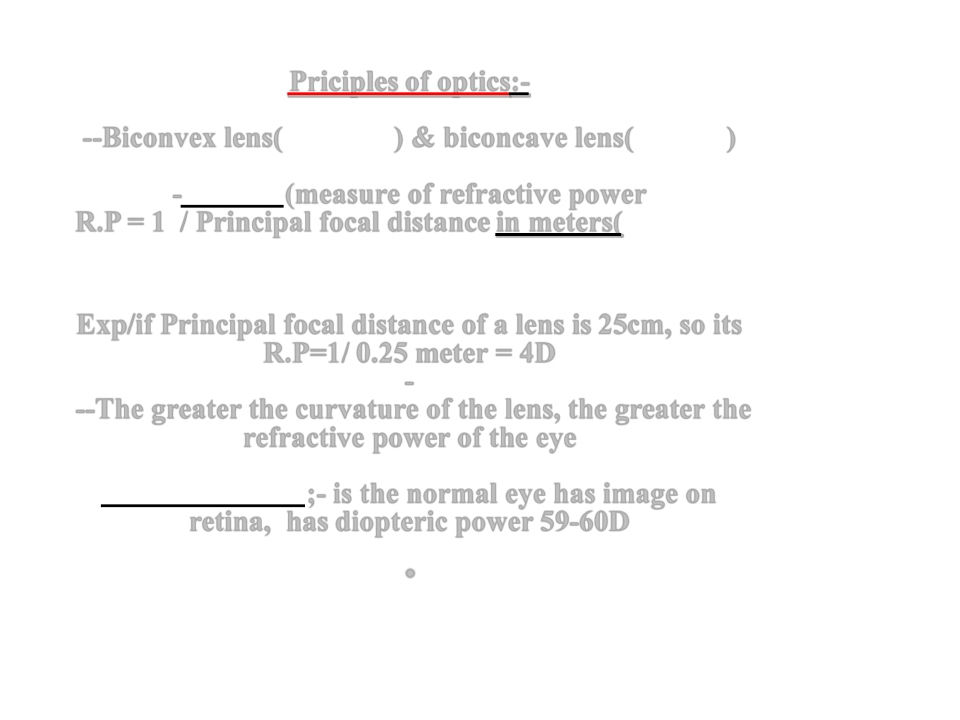 Priciples of optics:-
--Biconvex lens( ) & biconcave lens( )
- (measure of refractive power
R.P = 1 / Principal focal distance in meters(
Exp/if Principal focal distance of a lens is 25cm, so its
R.P=1/ 0.25 meter = 4D
-
--The greater the curvature of the lens, the greater the
refractive power of the eye
;- is the normal eye has image on
retina, has diopteric power 59-60D
•